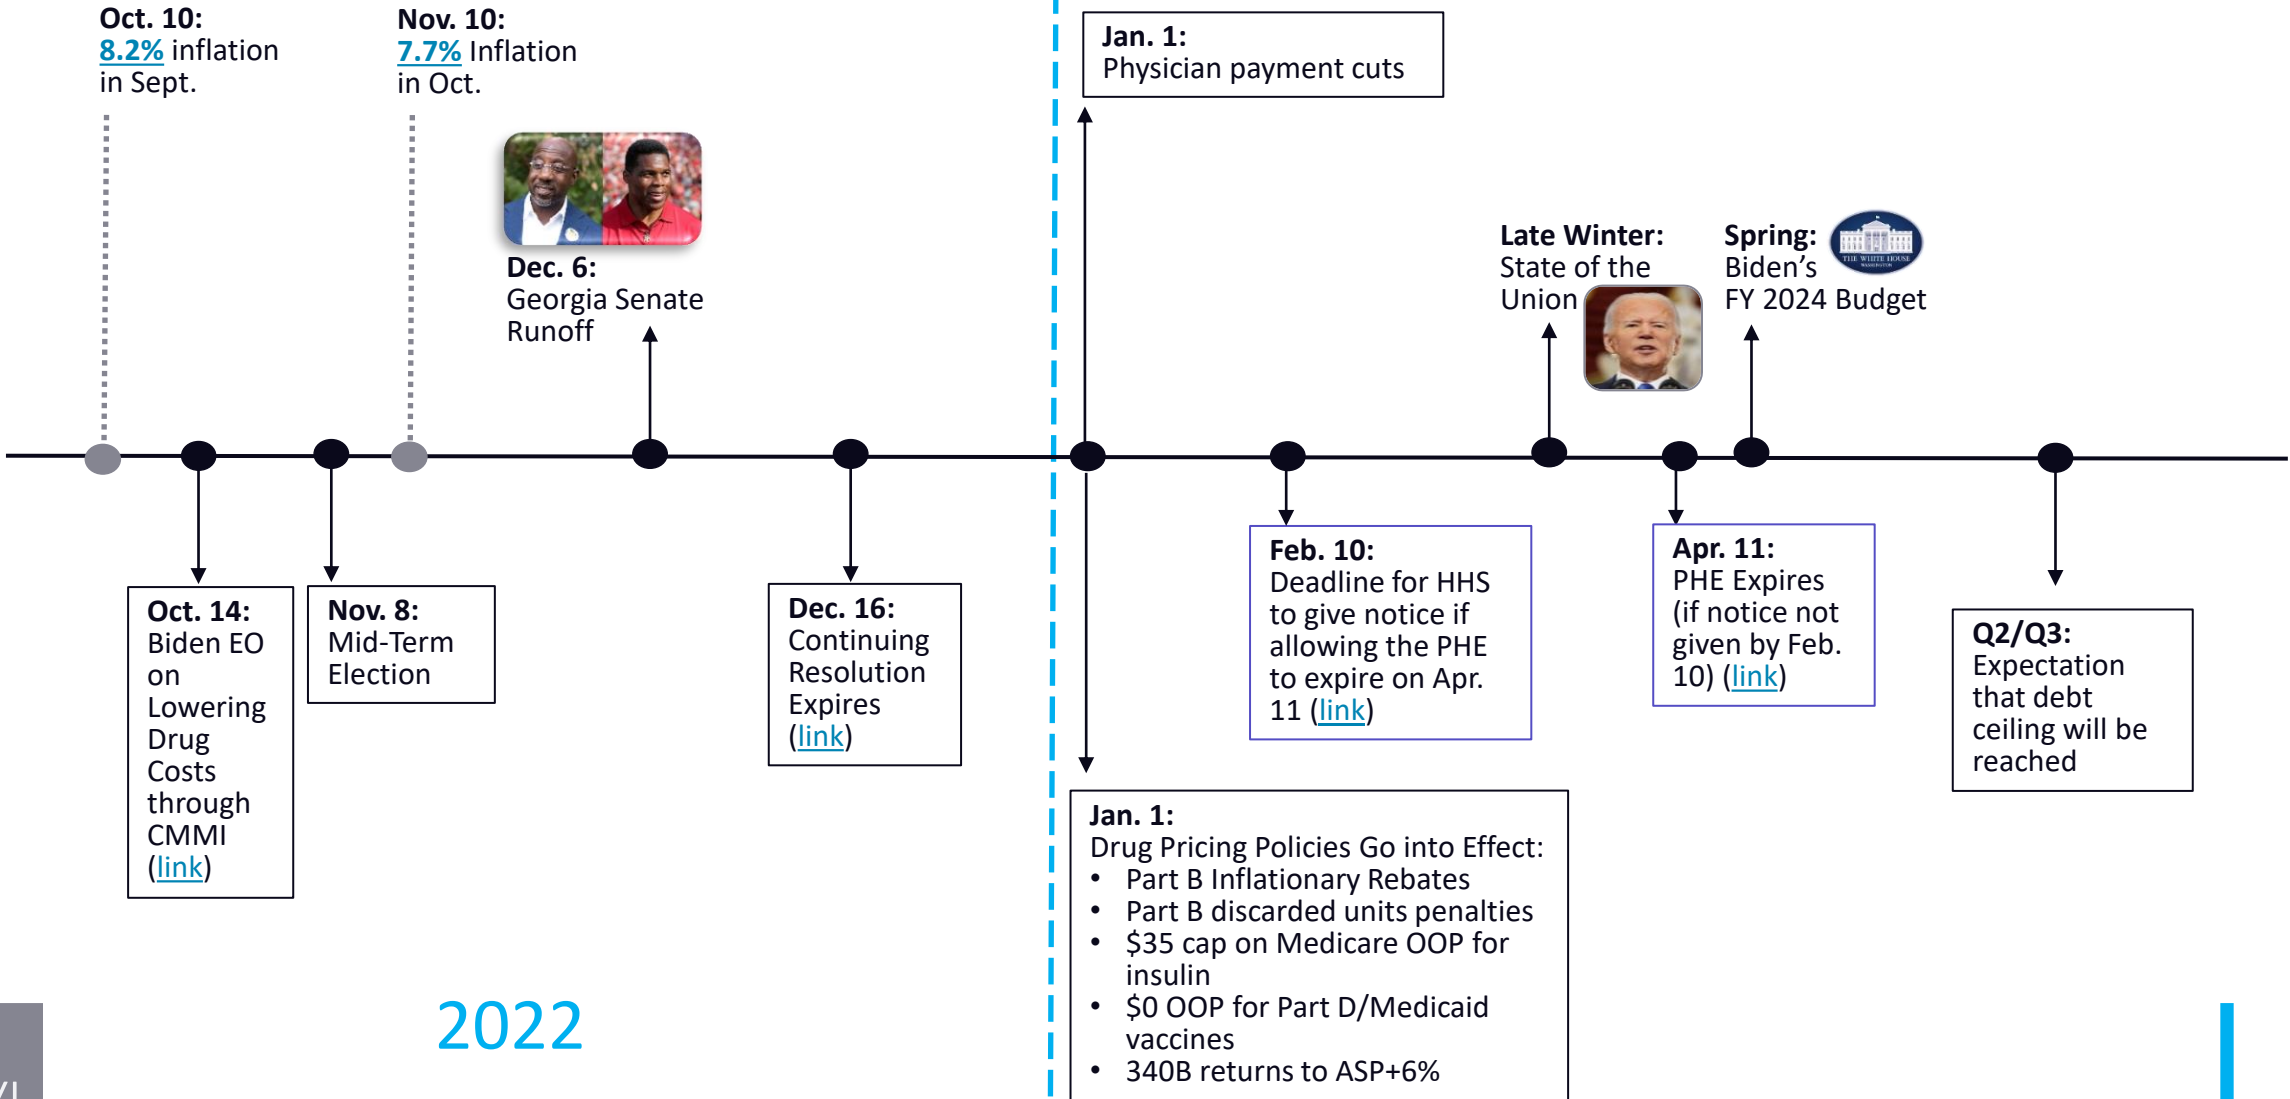 Oct. 10:
8.2% inflation
in Sept.
Nov. 10:
7.7% Inflation
in Oct.
Dec. 6:
Georgia Senate
Runoff
Jan. 1:
Physician payment cuts
Late Winter:
State of the
Union
Spring:
Biden’s
FY 2024 Budget
THE WHITE HOUSE
WASHINGTON
Oct. 14:
Biden EO
on
Lowering
Drug
Costs
through
CMMI
(link)
Nov. 8:
Mid-Term
Election
Dec. 16:
Continuing
Resolution
Expires
(link)
Jan. 1:
Drug Pricing Policies Go into Effect:
• Part B Inflationary Rebates
• Part B discarded units penalties
• $35 cap on Medicare OOP for
insulin
• $0 OOP for Part D/Medicaid
vaccines
• 340B returns to ASP+6%
Feb. 10:
Deadline for HHS
to give notice if
allowing the PHE
to expire on Apr.
11 (link)
Apr. 11:
PHE Expires
(if notice not
given by Feb.
10) (link)
Q2/Q3:
Expectation
that debt
ceiling will be
reached
2022